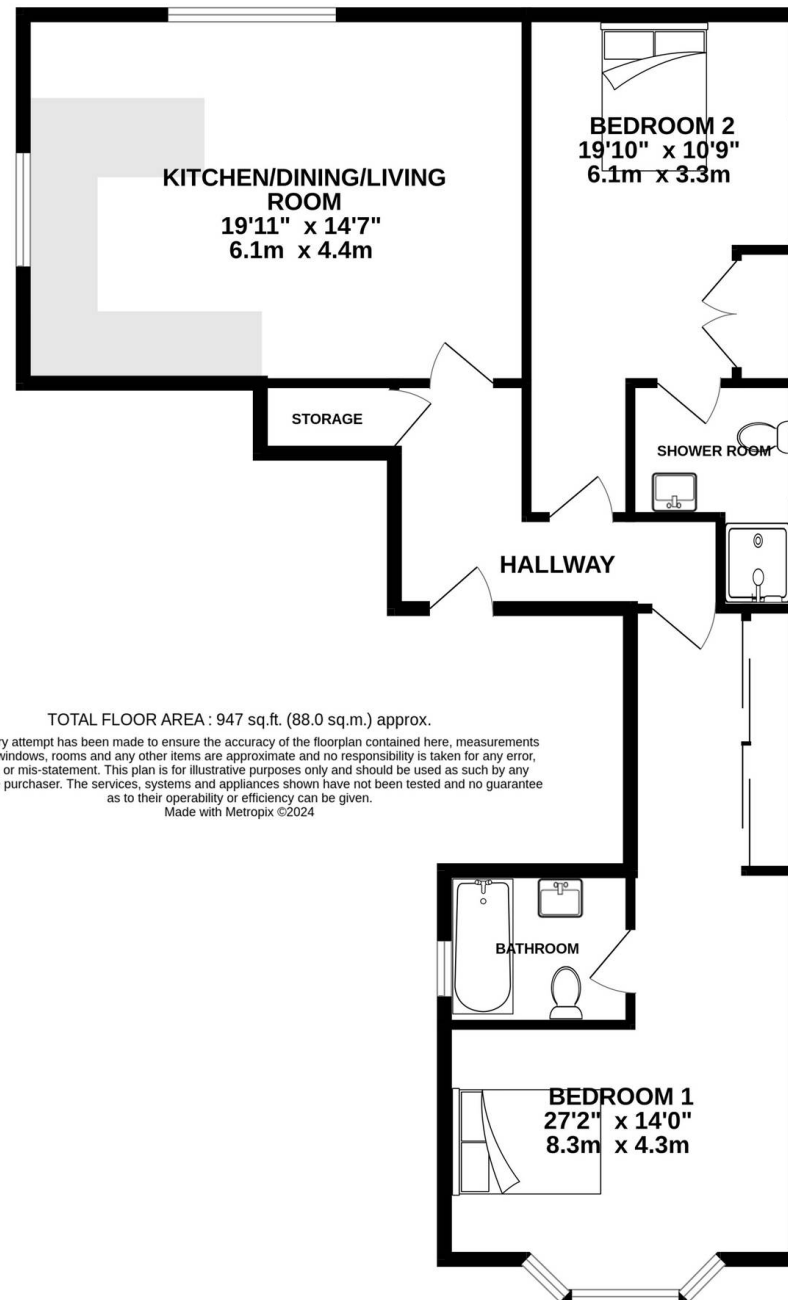 KITCHEN/DINING/LIVING
ROOM
19'11" x 14'7"
6.1m x 4.4m
BEDROOM 2
19'10" x 10'9"
6.1m x 3.3m
STORAGE
SHOWER ROOM
HALLWAY
TOTAL FLOOR AREA : 947 sq.ft. (88.0 sq.m.) approx.
attempt has been made to ensure the accuracy of the floorplan contained here, measurements
windows, rooms and any other items are approximate and no responsibility is taken for any error,
or mis-statement. This plan is for illustrative purposes only and should be used as such by any
purchaser. The services, systems and appliances shown have not been tested and no guarantee
as to their operability or efficiency can be given.
Made with Metropix ©2024
BATHROOM
BEDROOM 1
27'2" x 14'0"
8.3m x 4.3m